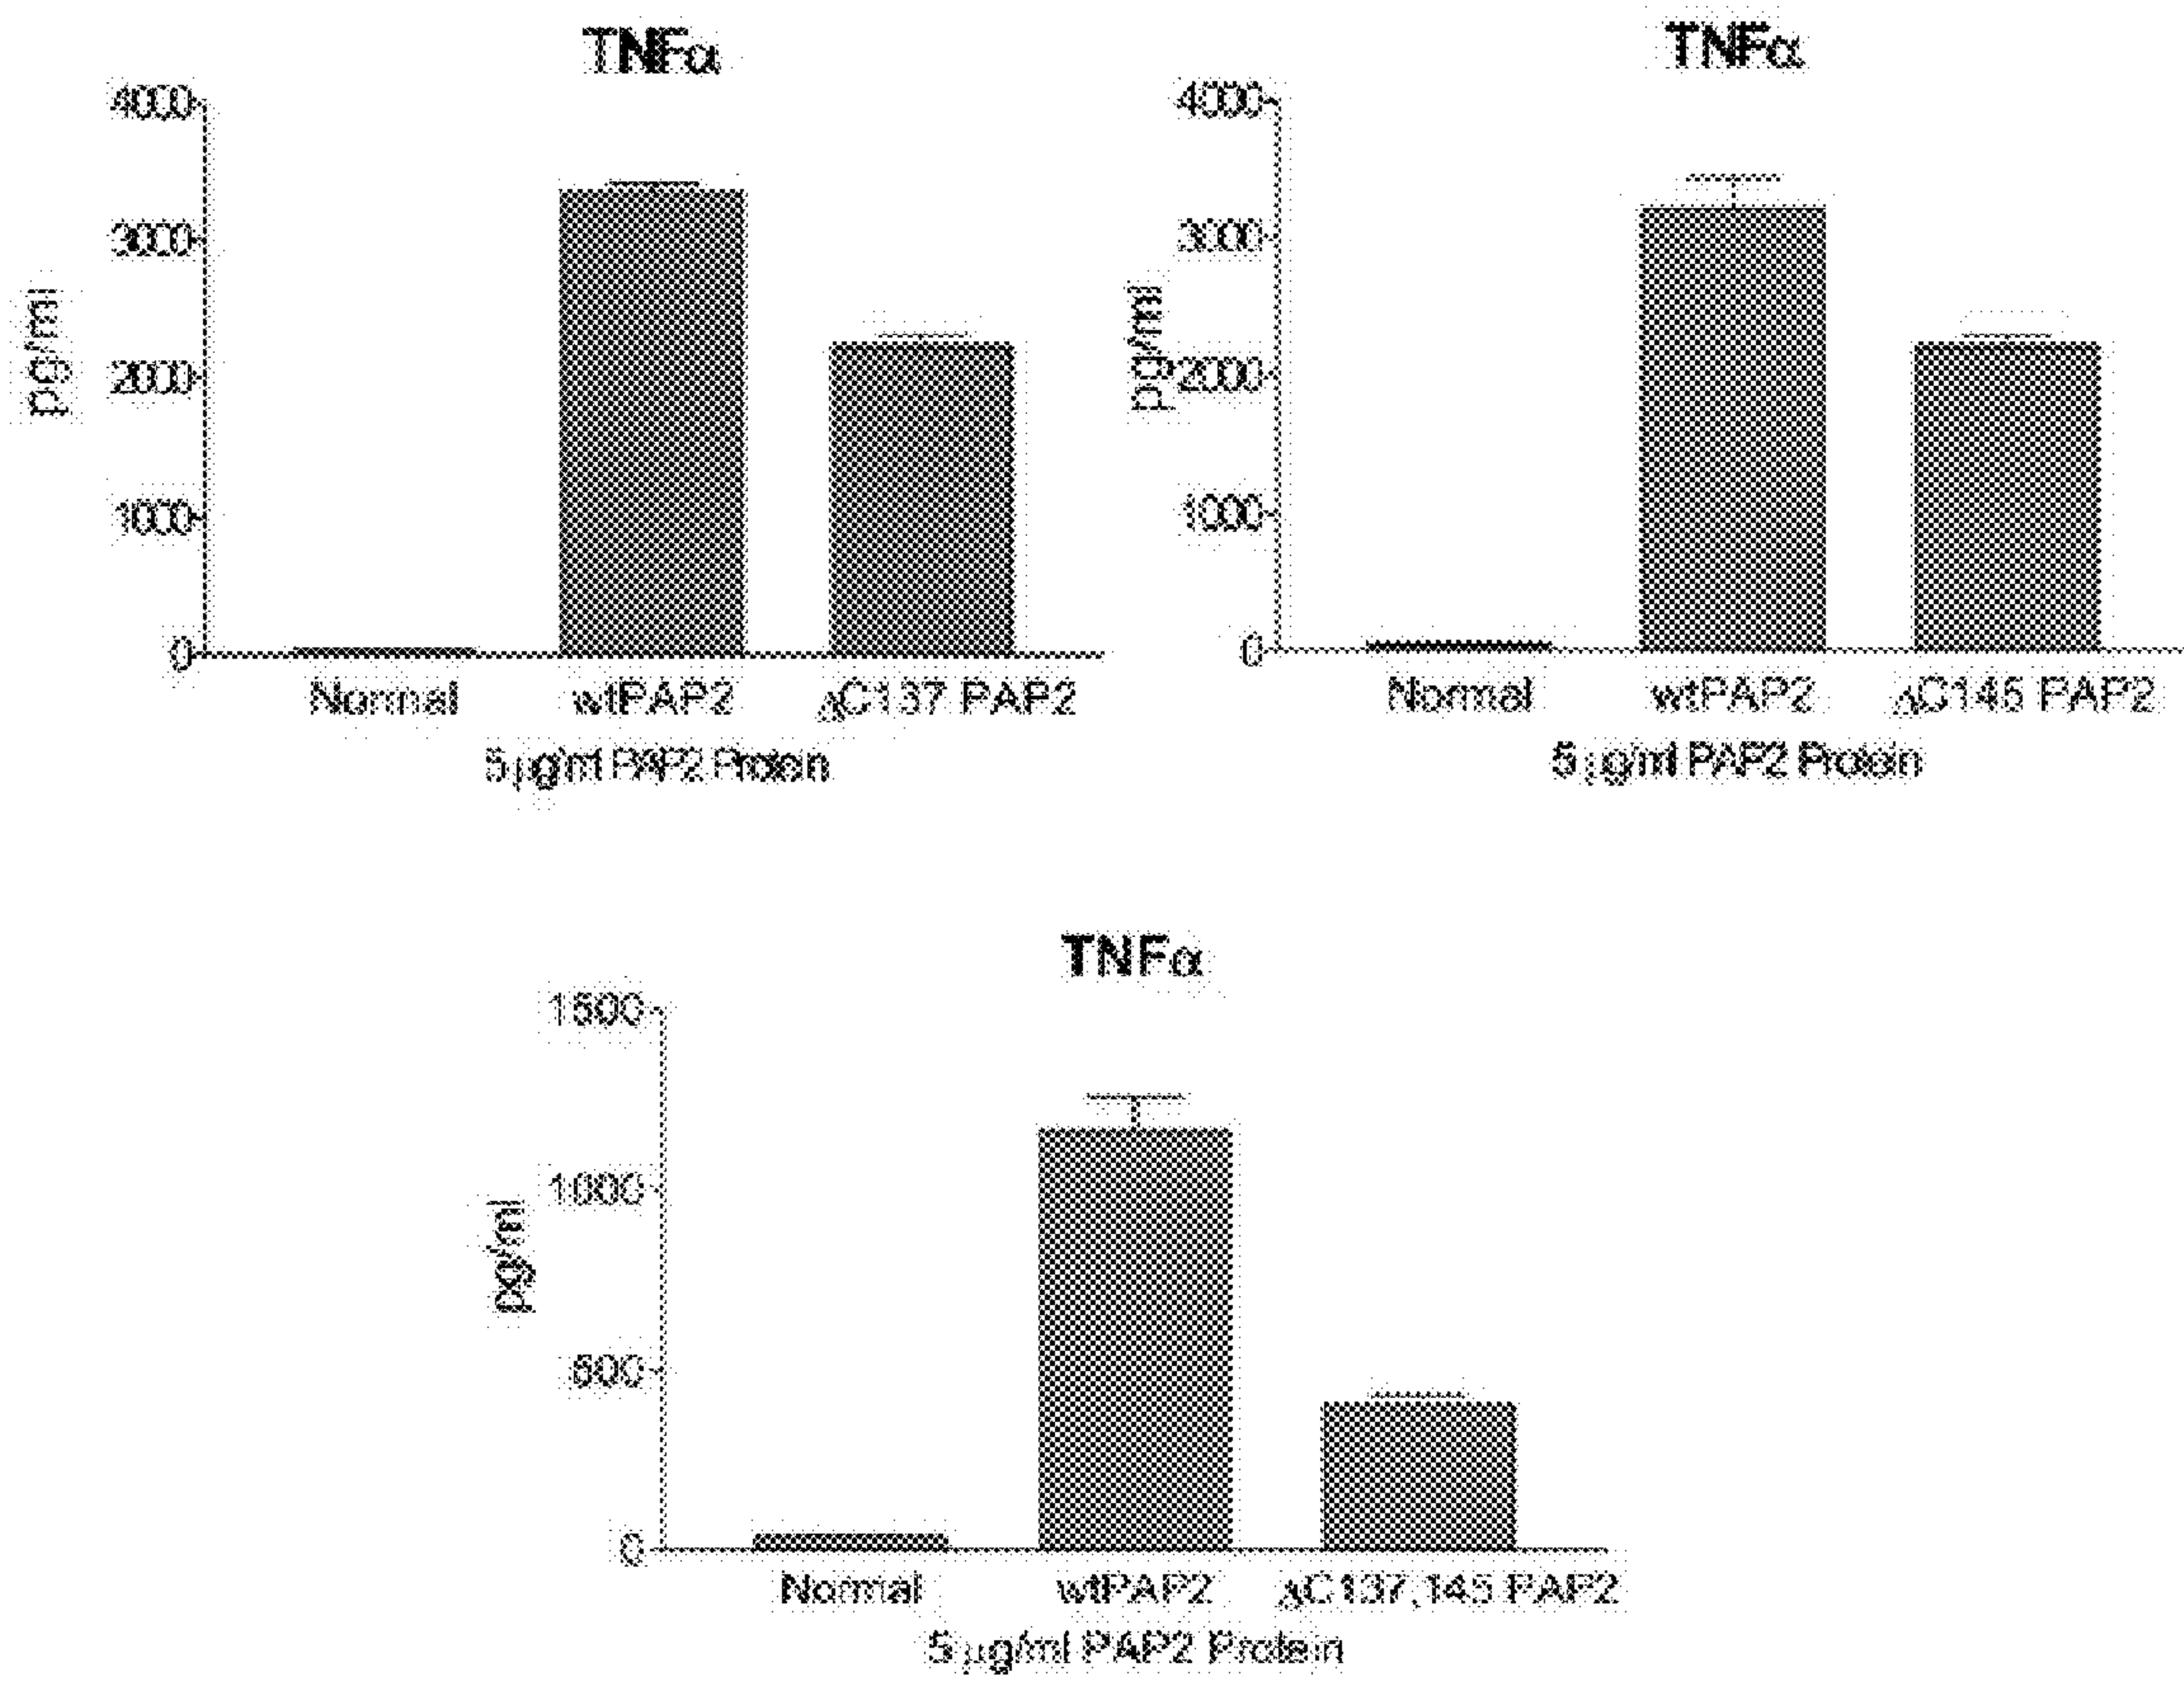 TNFα
4000
3000
2000
1000
0
pg/ml
Normal wtPAP2 ΔC137 PAP2
5 μg/ml PAP2 Protein
TNFα
4000
3000
2000
1000
0
pg/ml
Normal wtPAP2 ΔC145 PAP2
5 μg/ml PAP2 Protein
TNFα
1500
1000
500
0
pg/ml
Normal wtPAP2 ΔC137,145 PAP2
5 μg/ml PAP2 Protein